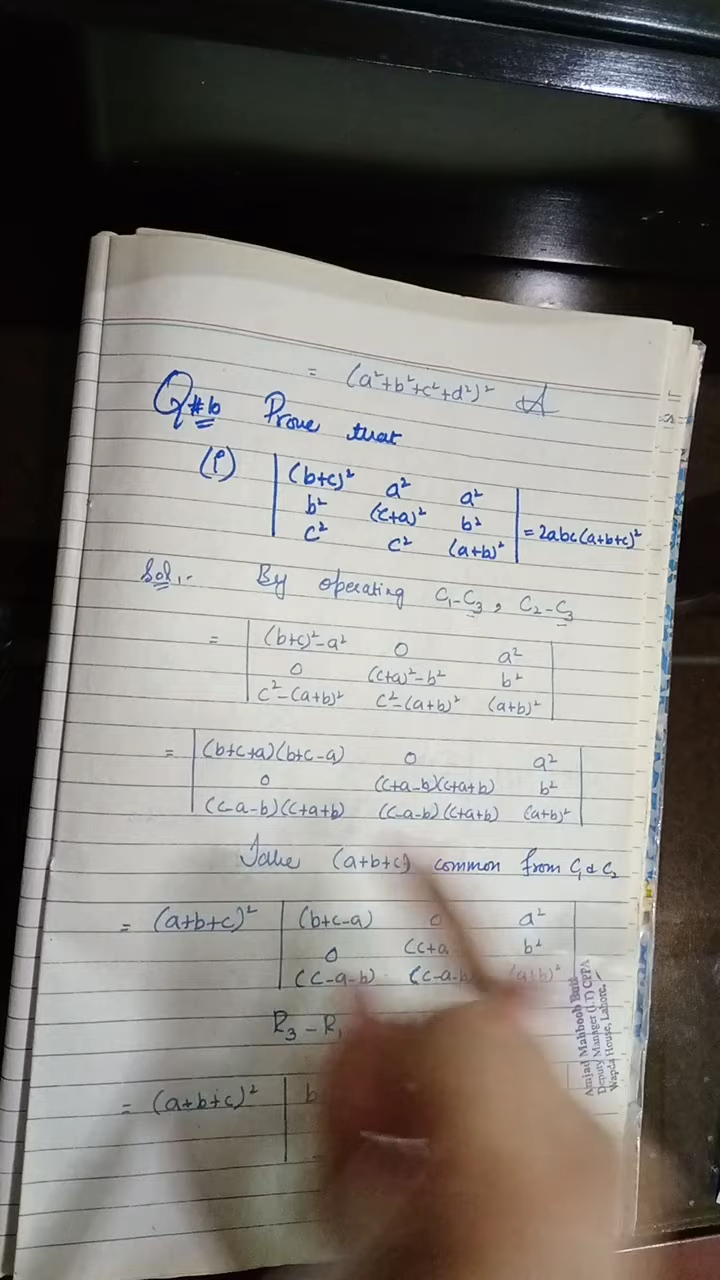 = (a²+b²+c²+d²)²
Q#6 Prove that
(i) | (b+c)² a² a² |
| b² (c+a)² b² | = 2abc(a+b+c)²
| c² c² (a+b)² |
Sol,- By operating C₁-C₃, C₂-C₃
= | (b+c)²-a² 0 a² |
| 0 (c+a)²-b² b² |
| c²-(a+b)² c²-(a+b)² (a+b)² |
= | (b+c+a)(b+c-a) 0 a² |
| 0 (c+a-b)(c+a+b) b² |
| (c-a-b)(c+a+b) (c-a-b)(c+a+b) (a+b)² |
Take (a+b+c) common from C₁ & C₂
= (a+b+c)² | (b+c-a) 0 a² |
| 0 (c+a b² |
| (c-a-b) (c-a-b (a+b)² |
R₃-R₁
= (a+b+c)² | b
Amjad Mahboob Butt
Deputy Manager (I.T) CPPA
Wapda House, Lahore.